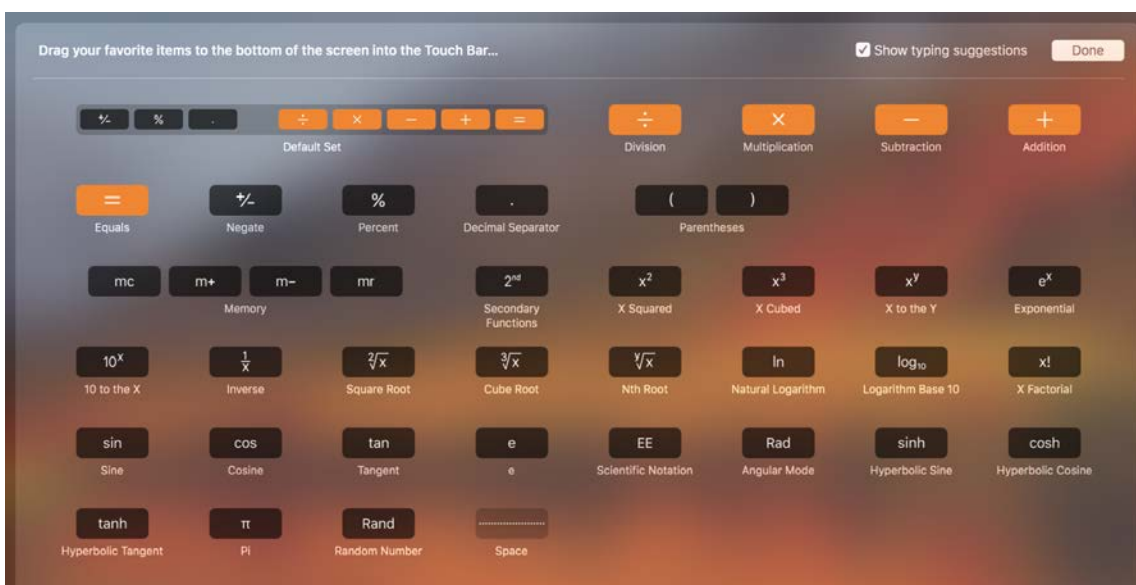 Drag your favorite items to the bottom of the screen into the Touch Bar...
Show typing suggestions Done
⁺⁄₋ % . ÷ × − + = ÷ × − +
Default Set Division Multiplication Subtraction Addition
= ⁺⁄₋ % . ( )
Equals Negate Percent Decimal Separator Parentheses
mc m+ m− mr 2ⁿᵈ x² x³ xʸ eˣ
Memory Secondary Functions X Squared X Cubed X to the Y Exponential
10ˣ 1/x ²√x ³√x ʸ√x ln log₁₀ x!
10 to the X Inverse Square Root Cube Root Nth Root Natural Logarithm Logarithm Base 10 X Factorial
sin cos tan e EE Rad sinh cosh
Sine Cosine Tangent e Scientific Notation Angular Mode Hyperbolic Sine Hyperbolic Cosine
tanh π Rand
Hyperbolic Tangent Pi Random Number Space